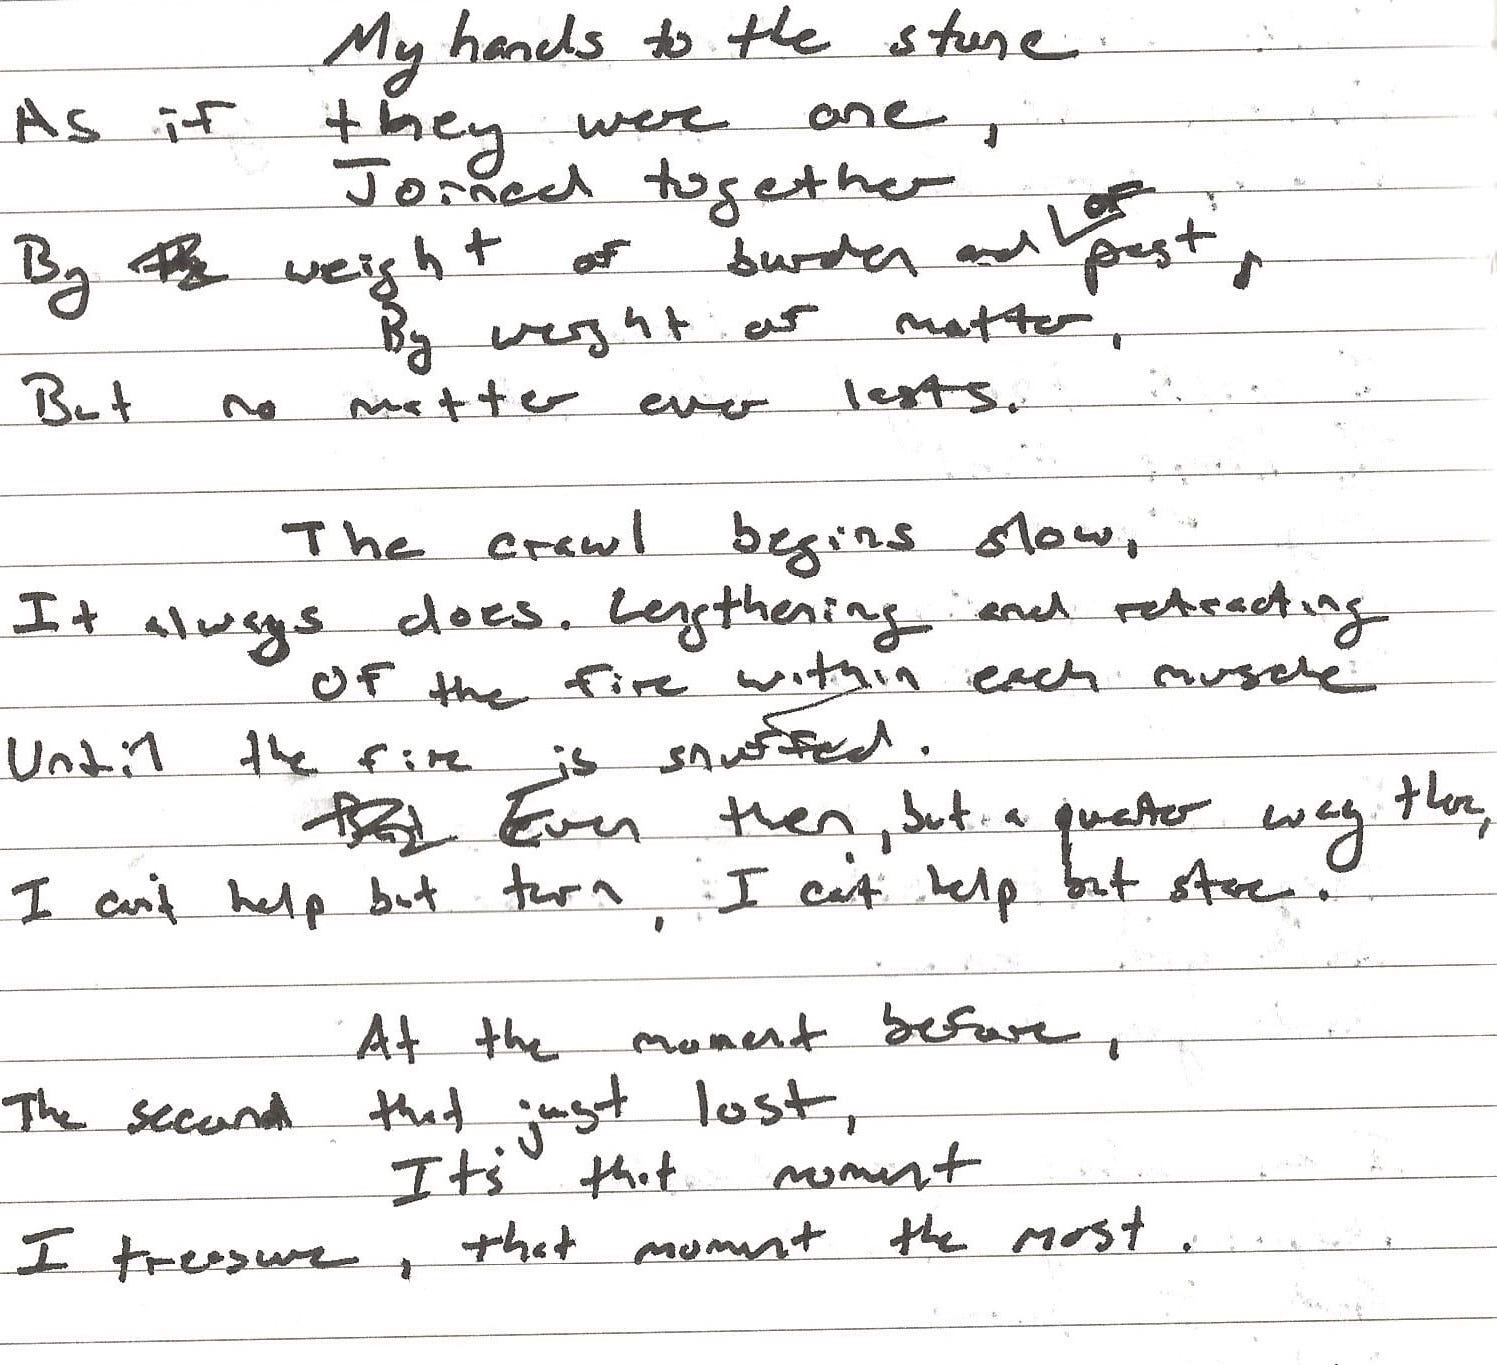 My hands to the stone
As if they were one,
Joined together
By weight of burden and of past,
By weight of matter,
But no matter ever lasts.
The crawl begins slow,
It always does. Lengthening and retracting
Of the fire within each muscle
Until the fire is snuffed.
Even then, but a quarter way there,
I can't help but turn, I can't help but stare.
At the moment before,
The second that just lost,
Its that moment
I treasure, that moment the most.